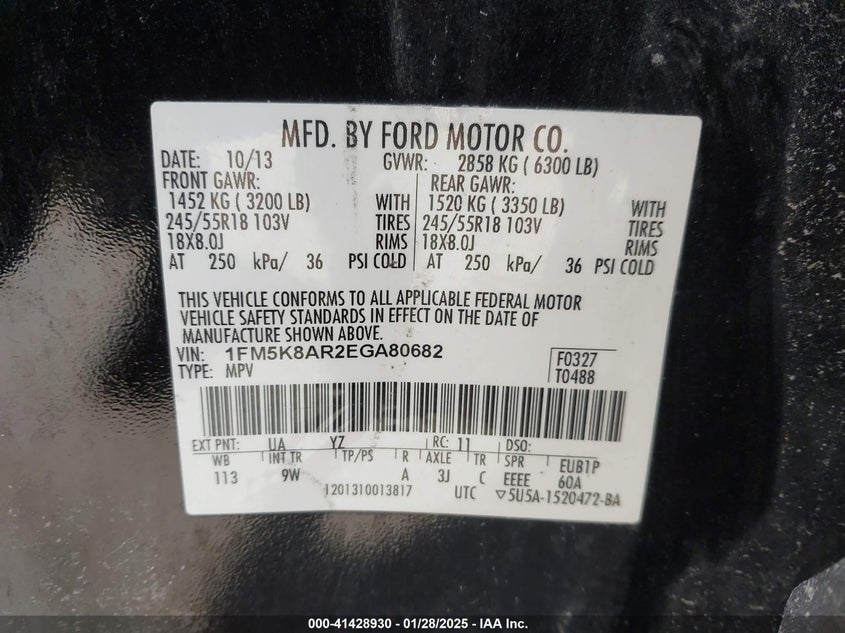 MFD. BY FORD MOTOR CO.
DATE: 10/13 GVWR: 2858 KG ( 6300 LB)
FRONT GAWR: REAR GAWR:
1452 KG ( 3200 LB) WITH 1520 KG ( 3350 LB) WITH
245/55R18 103V TIRES 245/55R18 103V TIRES
18X8.0J RIMS 18X8.0J RIMS
AT 250 kPa/ 36 PSI COLD AT 250 kPa/ 36 PSI COLD
THIS VEHICLE CONFORMS TO ALL APPLICABLE FEDERAL MOTOR
VEHICLE SAFETY STANDARDS IN EFFECT ON THE DATE OF
MANUFACTURE SHOWN ABOVE.
VIN: 1FM5K8AR2EGA80682 F0327
TYPE: MPV T0488
EXT PNT: UA YZ RC: 11 DSO:
WB INT TR TP/PS R AXLE TR SPR EUB1P
113 9W A 3J C EEEE 60A
1201310013817 UTC ▽5U5A-1520472-BA
000-41428930 - 01/28/2025 - IAA Inc.